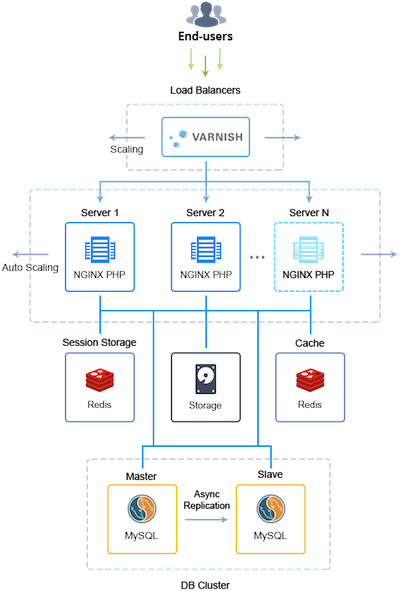 End-users
Load Balancers
VARNISH
Scaling
Server 1
Server 2
Server N
NGINX PHP
NGINX PHP
...
NGINX PHP
Auto Scaling
Session Storage
Cache
Redis
Storage
Redis
Master
Slave
Async
Replication
MySQL
MySQL
DB Cluster